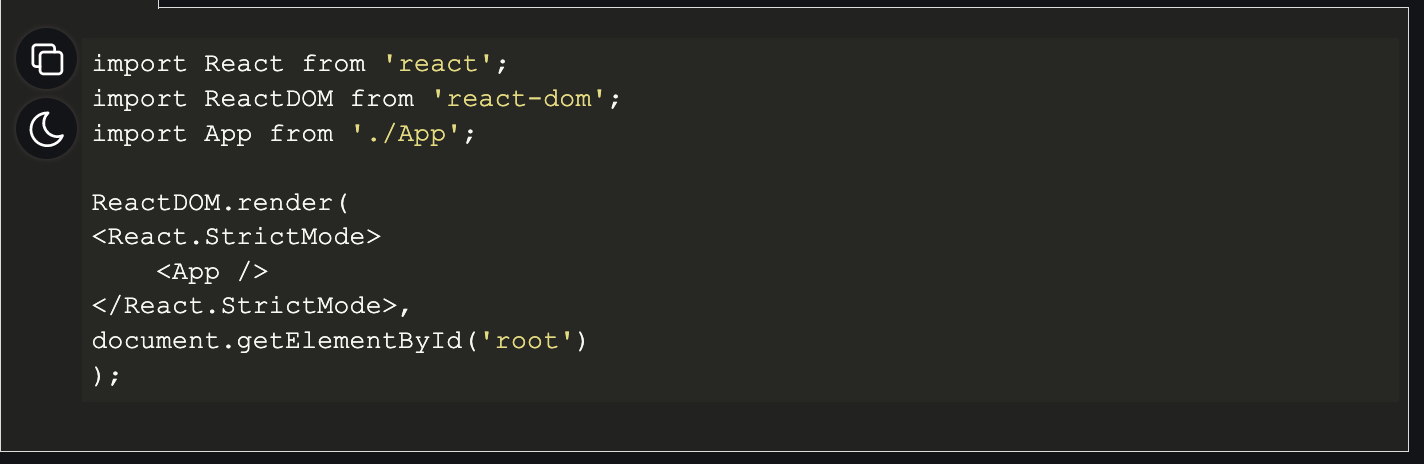 import React from 'react';
import ReactDOM from 'react-dom';
import App from './App';
ReactDOM.render(
<React.StrictMode>
    <App />
</React.StrictMode>,
document.getElementById('root')
);